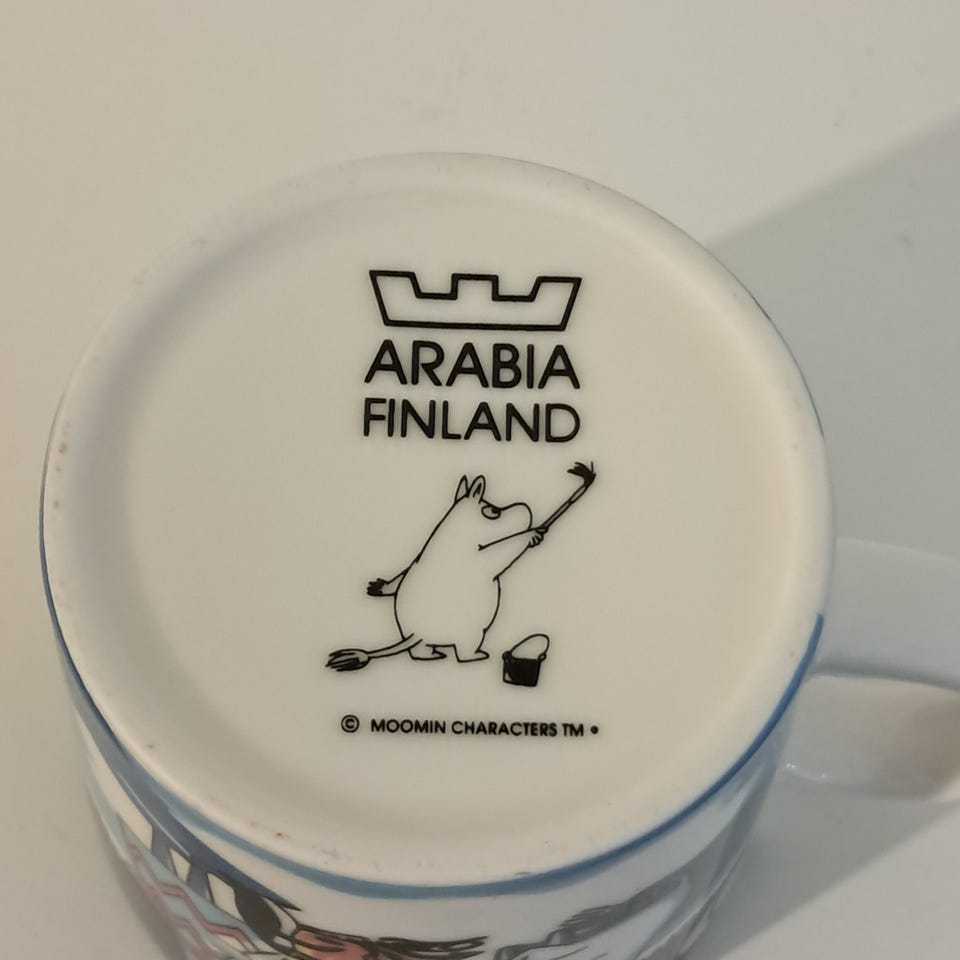 ARABIA
FINLAND
© MOOMIN CHARACTERS TM •